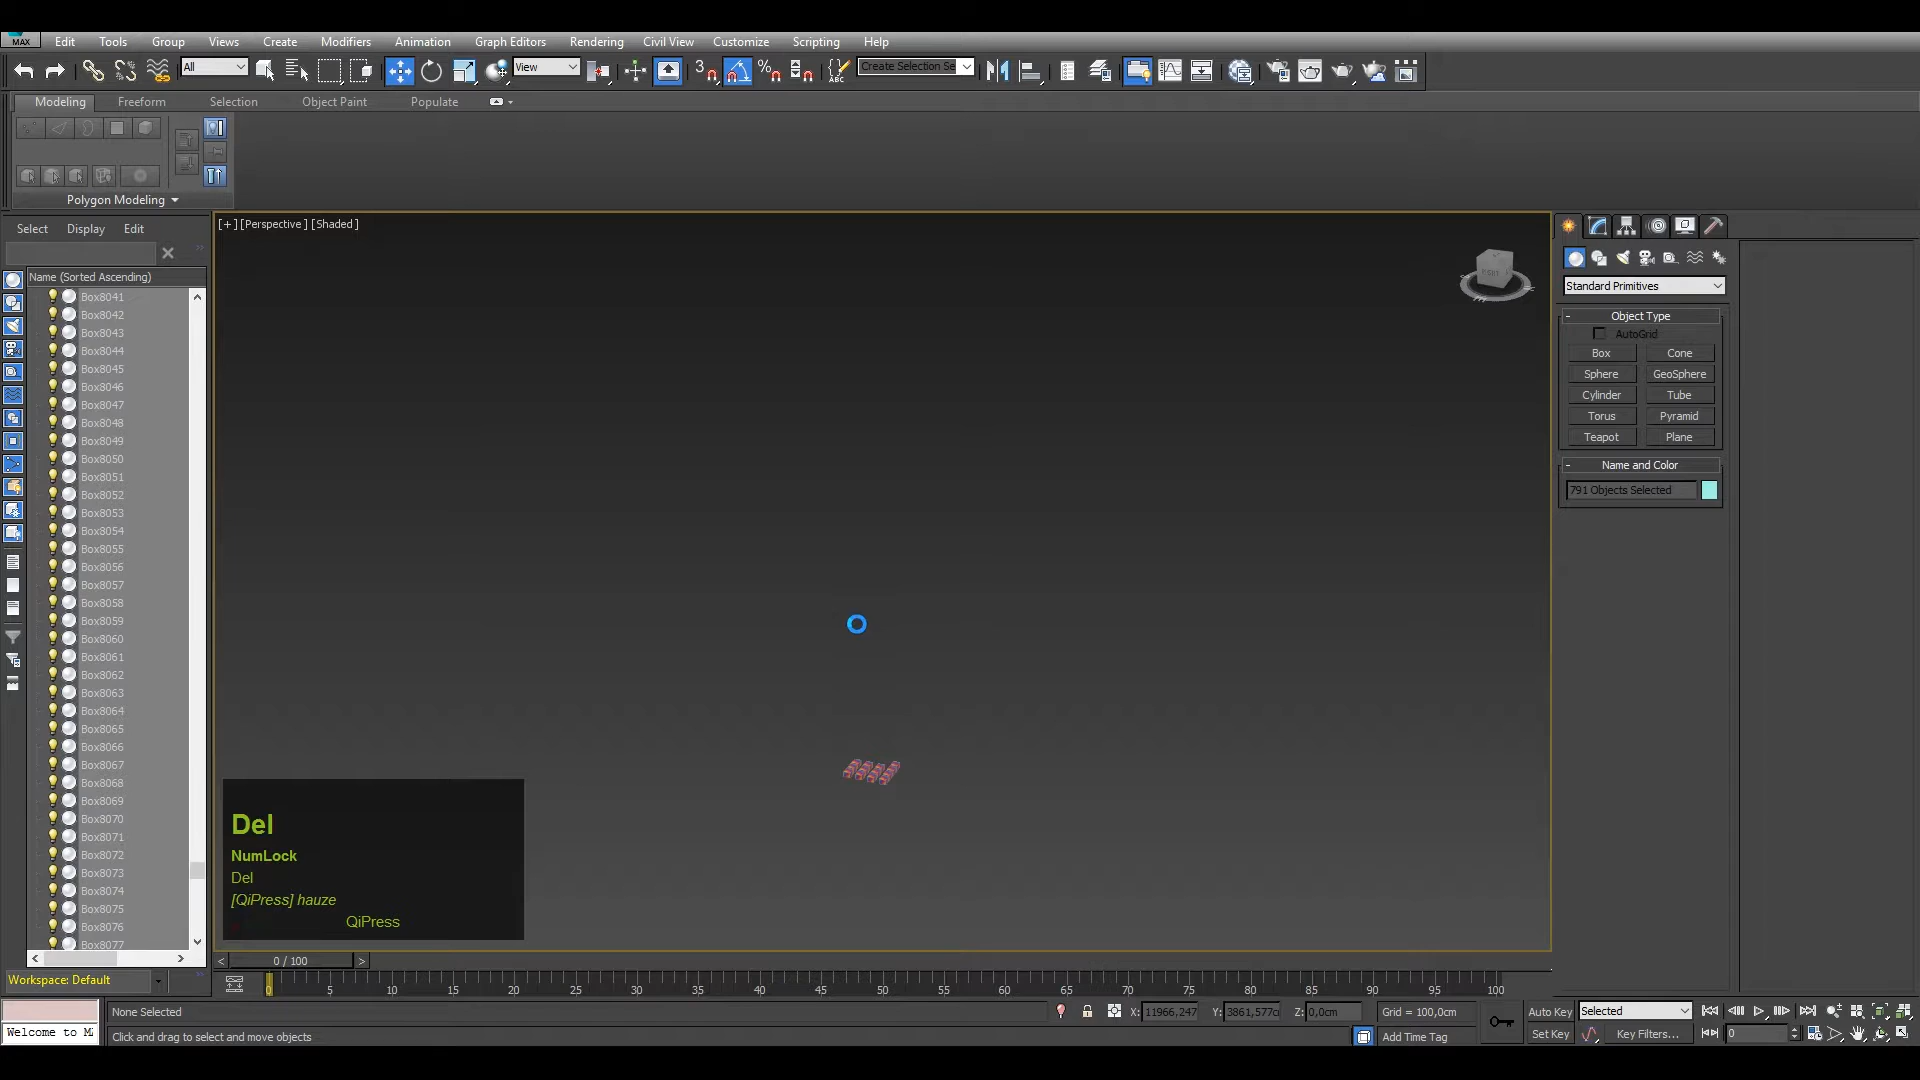 MAX
Edit Tools Group Views Create Modifiers Animation Graph Editors Rendering Civil View Customize Scripting Help
All View 3 Create Selection Se
Modeling Freeform Selection Object Paint Populate
Polygon Modeling
Select Display Edit
[+] [Perspective] [Shaded]
Name (Sorted Ascending)
Box8041
Box8042
Box8043
Box8044
Box8045
Box8046
Box8047
Box8048
Box8049
Box8050
Box8051
Box8052
Box8053
Box8054
Box8055
Box8056
Box8057
Box8058
Box8059
Box8060
Box8061
Box8062
Box8063
Box8064
Box8065
Box8066
Box8067
Box8068
Box8069
Box8070
Box8071
Box8072
Box8073
Box8074
Box8075
Box8076
Box8077
Standard Primitives
- Object Type
AutoGrid
Box Cone
Sphere GeoSphere
Cylinder Tube
Torus Pyramid
Teapot Plane
- Name and Color
791 Objects Selected
Del
NumLock
Del
[QiPress] hauze
QiPress
< 0 / 100 >
Workspace: Default
0 5 10 15 20 25 30 35 40 45 50 55 60 65 70 75 80 85 90 95 100
None Selected X: 11966,247 Y: 3861,577c Z: 0,0cm Grid = 100,0cm Auto Key Selected
Welcome to M
Click and drag to select and move objects Add Time Tag Set Key Key Filters... 0